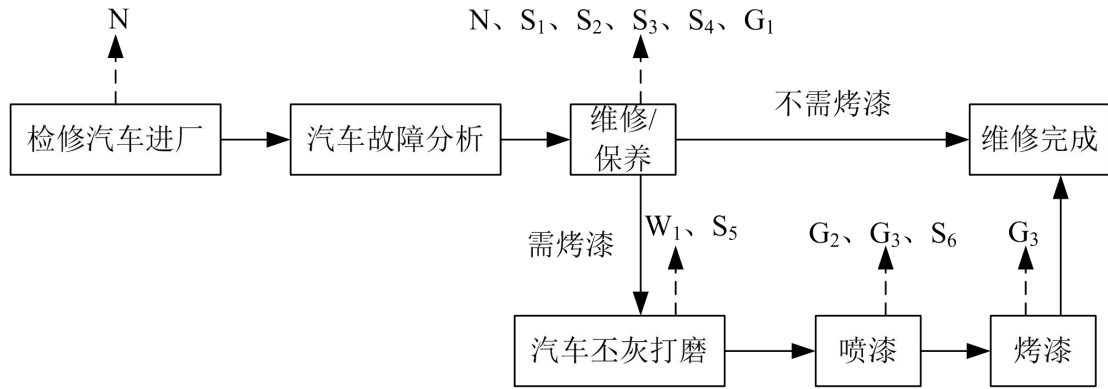 N
N、S₁、S₂、S₃、S₄、G₁
检修汽车进厂
汽车故障分析
维修/
保养
不需烤漆
维修完成
需烤漆
W₁、S₅
G₂、G₃、S₆
G₃
汽车丕灰打磨
喷漆
烤漆